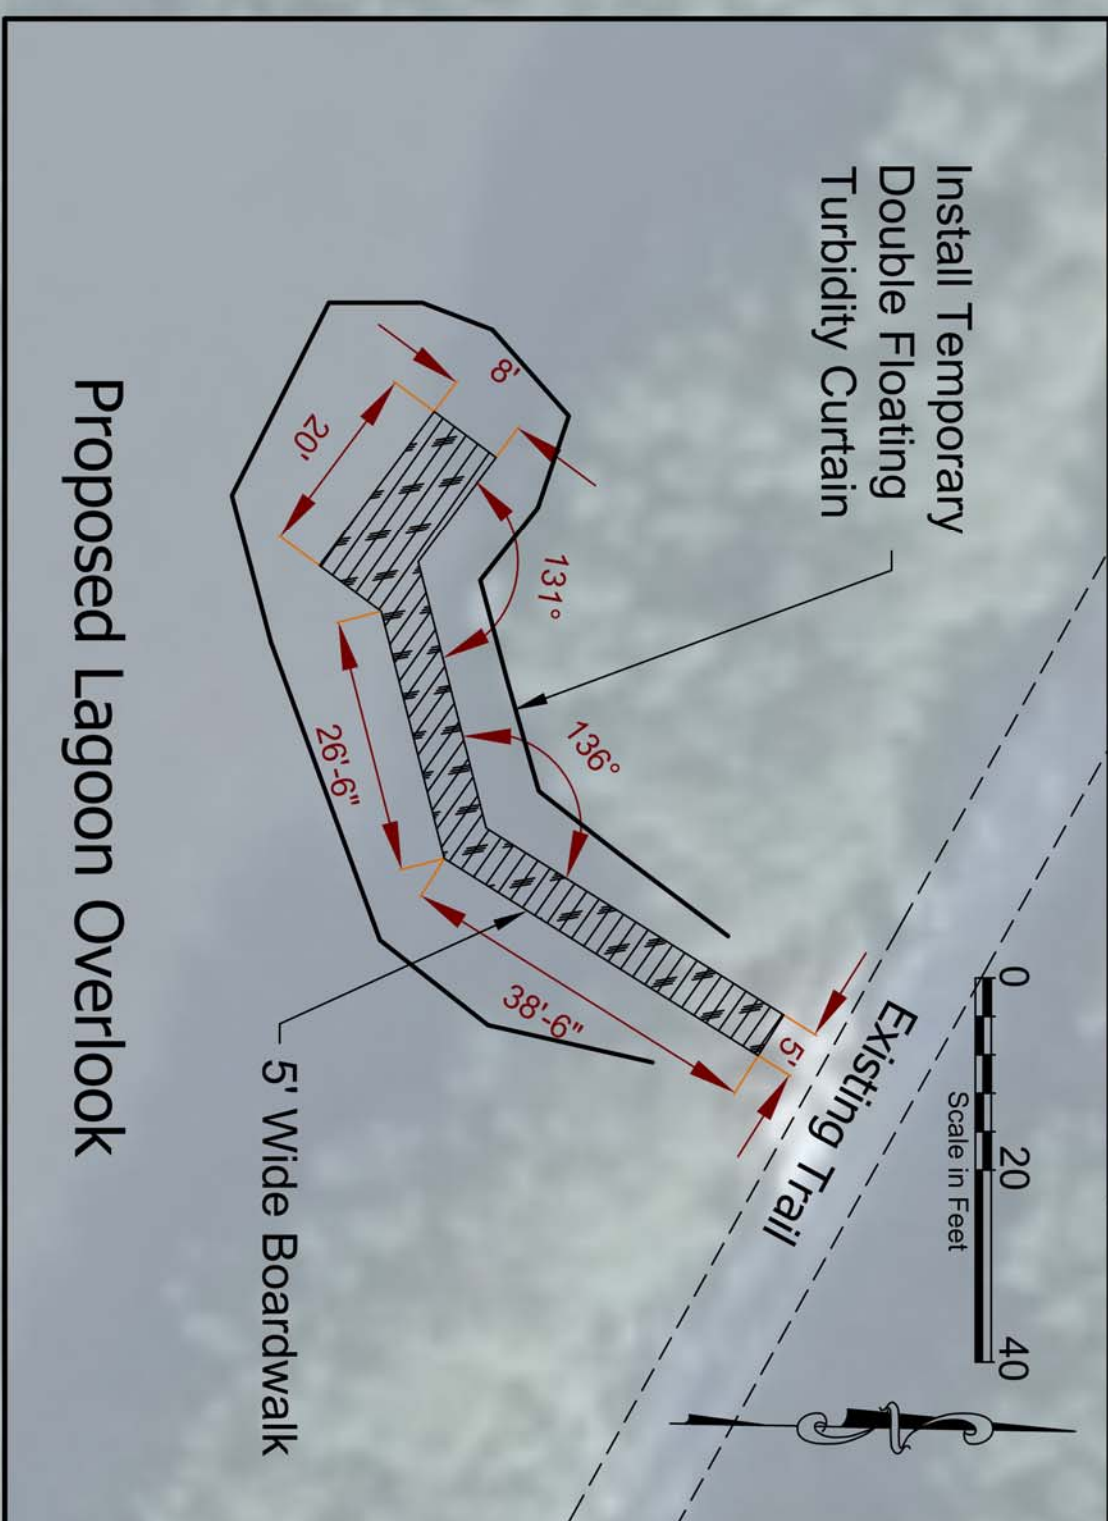 0
20
40
Scale in Feet
Install Temporary
Double Floating
Turbidity Curtain
Existing Trail
8'
20'
131°
136°
26'-6"
38'-6"
5'
5' Wide Boardwalk
Proposed Lagoon Overlook